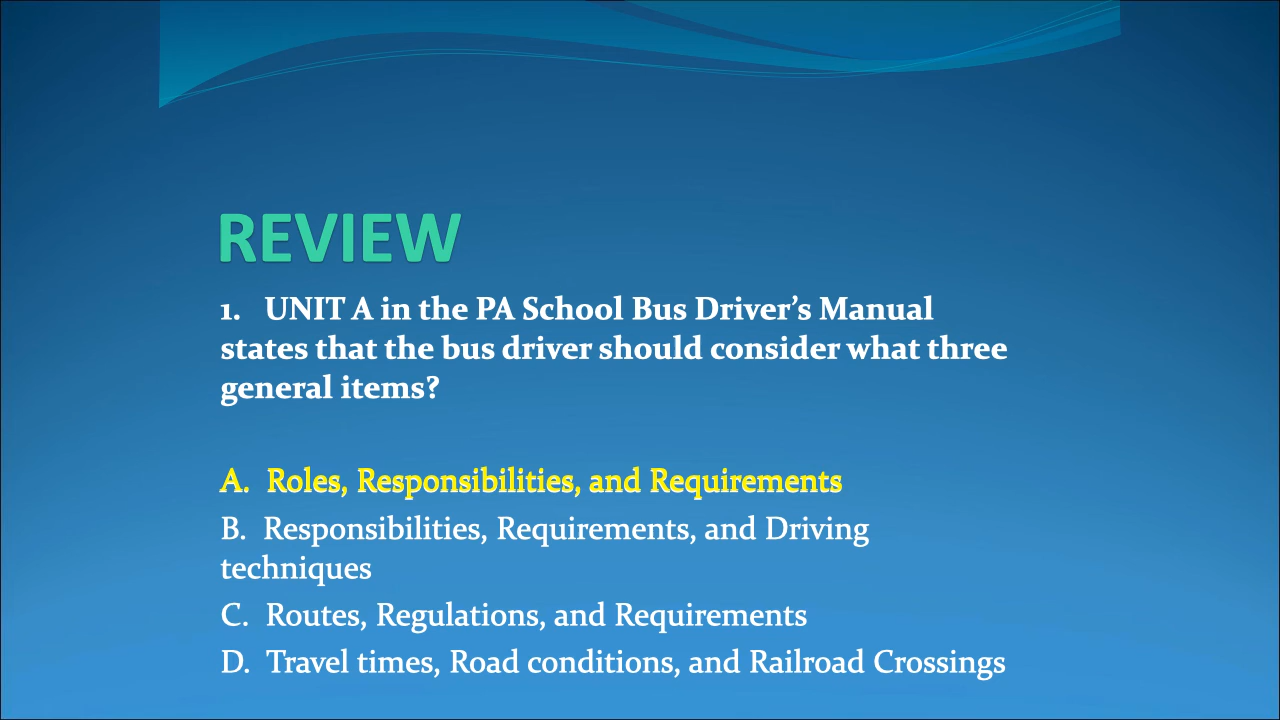 REVIEW
1. UNIT A in the PA School Bus Driver’s Manual
states that the bus driver should consider what three
general items?
A. Roles, Responsibilities, and Requirements
B. Responsibilities, Requirements, and Driving
techniques
C. Routes, Regulations, and Requirements
D. Travel times, Road conditions, and Railroad Crossings